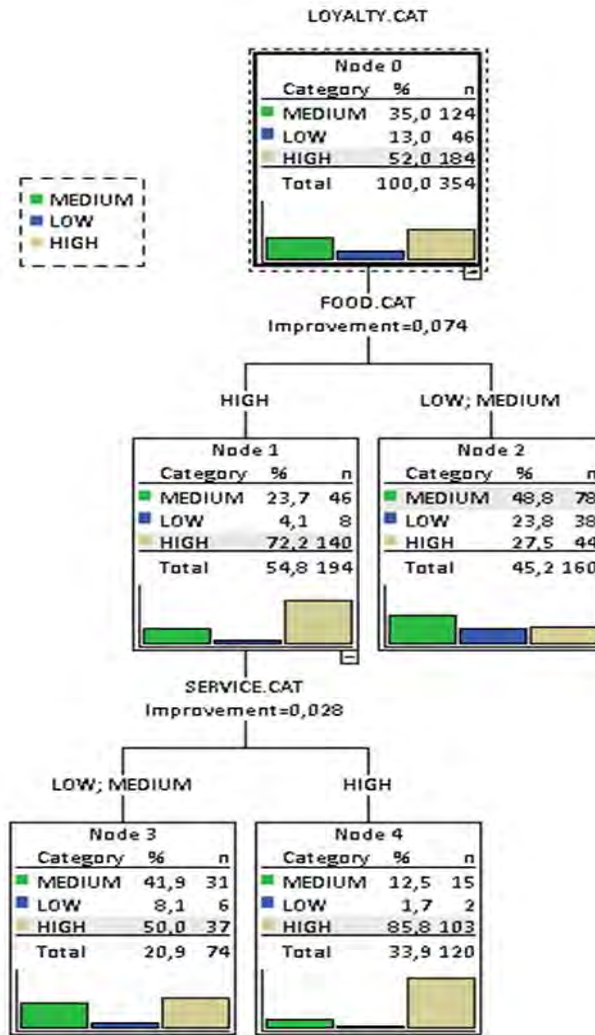 LOYALTY.CAT
Node 0
Category % n
MEDIUM 35,0 124
LOW 13,0 46
HIGH 52,0 184
Total 100,0 354
MEDIUM
LOW
HIGH
FOOD.CAT
Improvement=0,074
HIGH
LOW; MEDIUM
Node 1
Category % n
MEDIUM 23,7 46
LOW 4,1 8
HIGH 72,2 140
Total 54,8 194
Node 2
Category % n
MEDIUM 48,8 78
LOW 23,8 38
HIGH 27,5 44
Total 45,2 160
SERVICE.CAT
Improvement=0,028
LOW; MEDIUM
HIGH
Node 3
Category % n
MEDIUM 41,9 31
LOW 8,1 6
HIGH 50,0 37
Total 20,9 74
Node 4
Category % n
MEDIUM 12,5 15
LOW 1,7 2
HIGH 85,8 103
Total 33,9 120